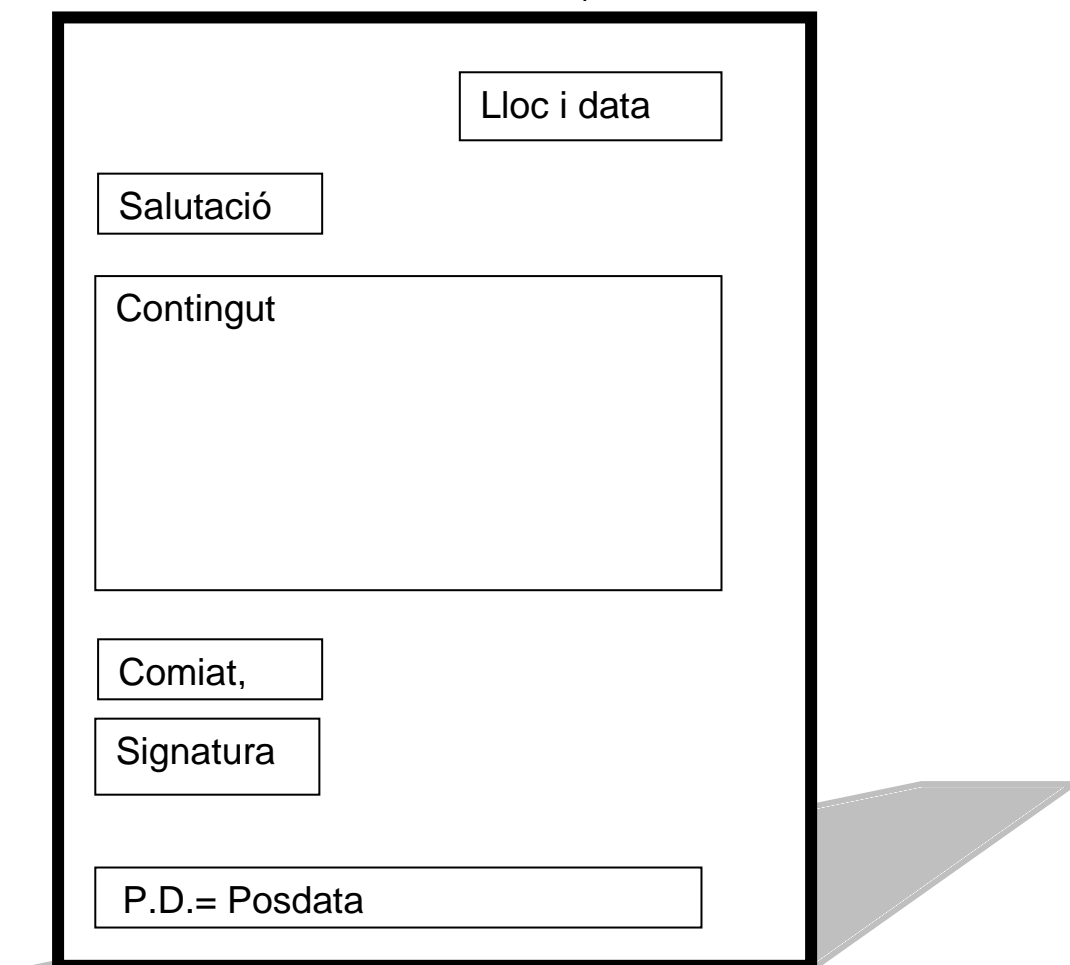 Lloc i data
Salutació
Contingut
Comiat,
Signatura
P.D.= Posdata